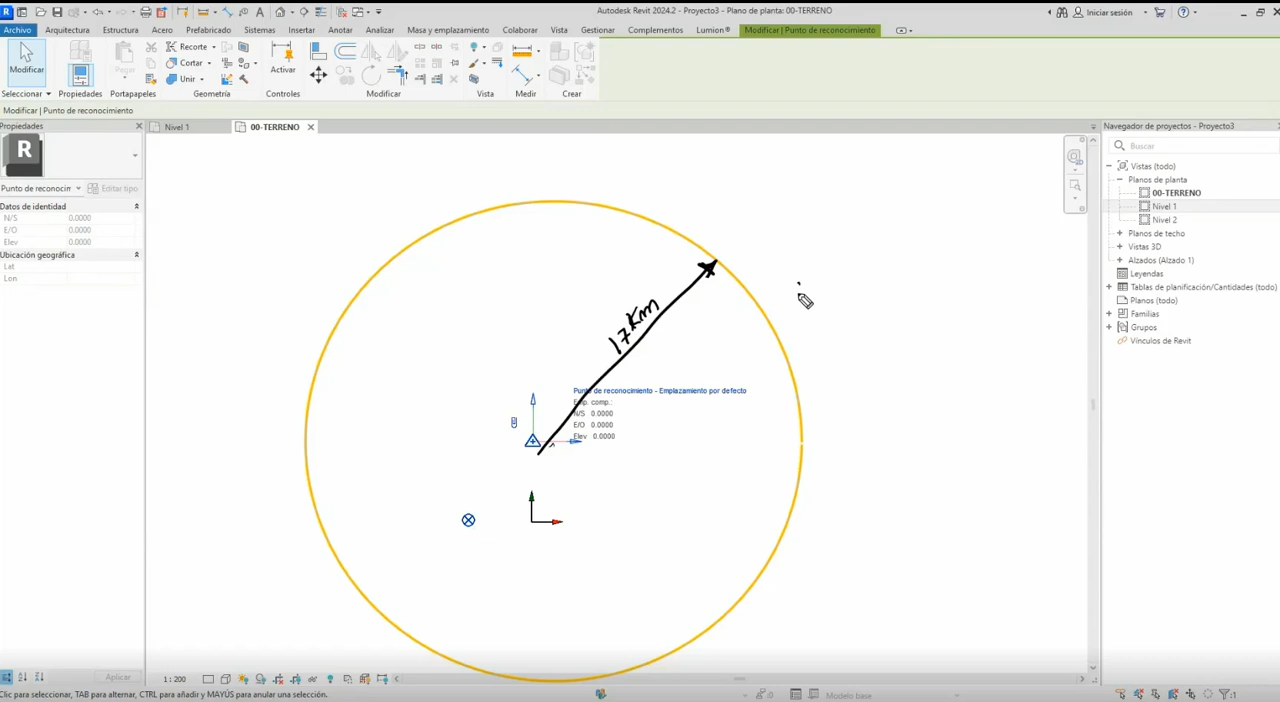 Autodesk Revit 2024.2 - Plano de planta: 00-TERRENO
Iniciar sesión
Archivo Arquitectura Estructura Acero Prefabricado Sistemas Insertar Anotar Analizar Masa y emplazamiento Colaborar Vista Gestionar Complementos Lumion® Modificar | Punto de reconocimiento
Modificar
Pegar
Recorte
Cortar
Unir
Activar
Seleccionar Propiedades Portapapeles Geometría Controles Modificar Vista Medir Crear
Modificar | Punto de reconocimiento
Propiedades
Nivel 1
00-TERRENO
Navegador de proyectos - Proyecto3
R
Buscar
Punto de reconocin
Editar tipo
Datos de identidad
N/S 0.0000
E/O 0.0000
Elev 0.0000
Ubicación geográfica
Lat
Lon
Vistas (todo)
Planos de planta
00-TERRENO
Nivel 1
Nivel 2
Planos de techo
Vistas 3D
Alzados (Alzado 1)
Leyendas
Tablas de planificación/Cantidades (todo)
Planos (todo)
Familias
Grupos
Vínculos de Revit
17Km
Punto de reconocimiento - Emplazamiento por defecto
Emp. comp.:
N/S 0.0000
E/O 0.0000
Elev 0.0000
Aplicar
1 : 200
Clic para seleccionar, TAB para alternar, CTRL para añadir y MAYÚS para anular una selección.
:0
Modelo base
:1